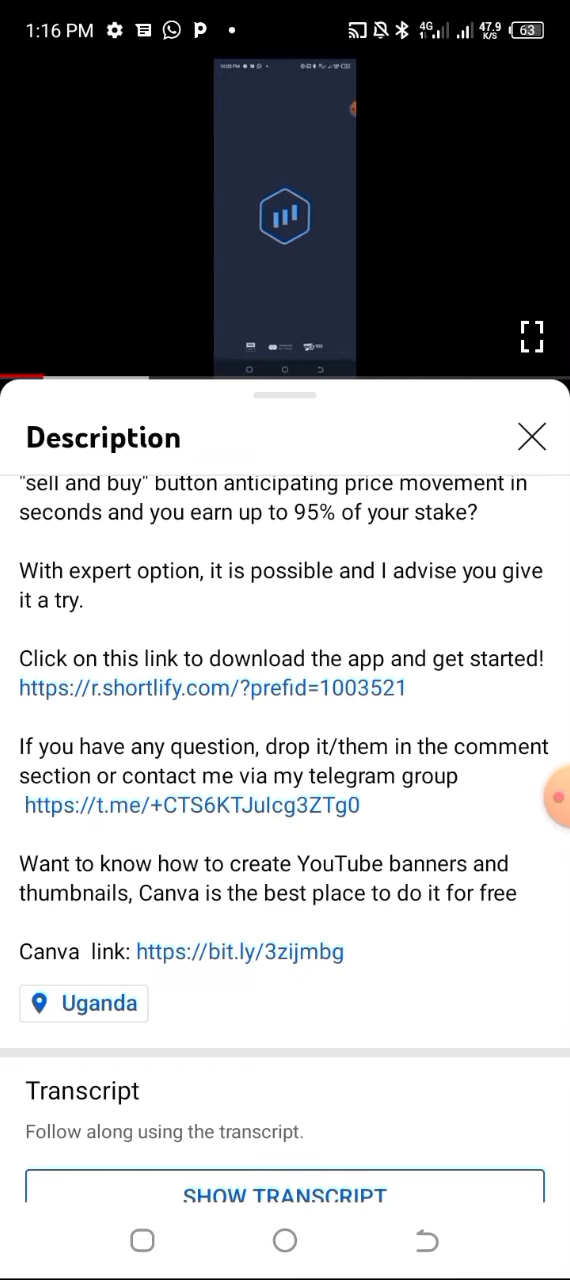 1:16 PM
4G
47.9
K/S
63
Description
"sell and buy" button anticipating price movement in
seconds and you earn up to 95% of your stake?
With expert option, it is possible and I advise you give
it a try.
Click on this link to download the app and get started!
https://r.shortlify.com/?prefid=1003521
If you have any question, drop it/them in the comment
section or contact me via my telegram group
https://t.me/+CTS6KTJulcg3ZTg0
Want to know how to create YouTube banners and
thumbnails, Canva is the best place to do it for free
Canva  link: https://bit.ly/3zijmbg
Uganda
Transcript
Follow along using the transcript.
SHOW TRANSCRIPT